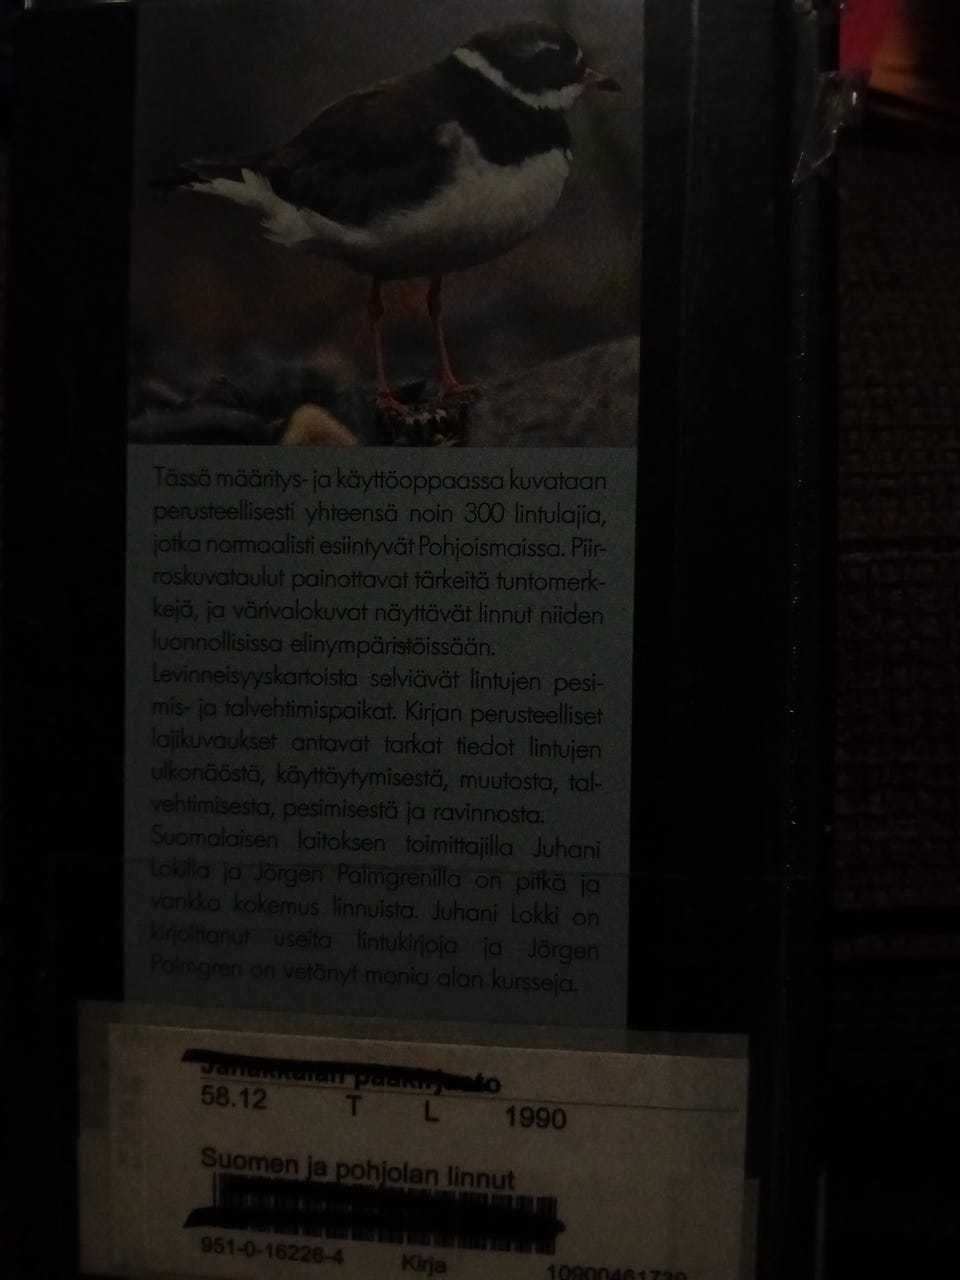 Tässä määritys- ja käyttöoppaassa kuvataan
perusteellisesti yhteensä noin 300 lintulajia,
jotka normaalisti esiintyvät Pohjoismaissa. Piir-
roskuvataulut painottavat tärkeitä tuntomerk-
kejä, ja värivalokuvat näyttävät linnut niiden
luonnollisissa elinympäristöissään.
Levinneisyyskartoista selviävät lintujen pesi-
mis- ja talvehtimispaikat. Kirjan perusteelliset
lajikuvaukset antavat tarkat tiedot lintujen
ulkonäöstä, käyttäytymisestä, muutosta, tal-
vehtimisesta, pesimisestä ja ravinnosta.
Suomalaisen laitoksen toimittajilla Juhani
Lokilla ja Jörgen Palmgrenilla on pitkä ja
vankka kokemus linnuista. Juhani Lokki on
kirjoittanut useita lintukirjoja ja Jörgen
Palmgren on vetänyt monia alan kursseja.
58.12 T L 1990
Suomen ja pohjolan linnut
951-0-16226-4 Kirja